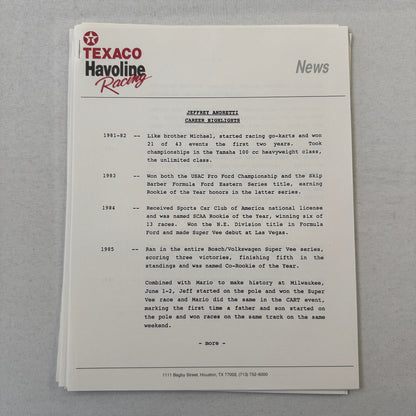 TEXACO
Havoline
Racing
News
JEFFREY ANDRETTI
CAREER HIGHLIGHTS
1981-82 -- Like brother Michael, started racing go-karts and won
21 of 43 events the first two years. Took
championships in the Yamaha 100 cc heavyweight class,
the unlimited class.
1983 -- Won both the USAC Pro Ford Championship and the Skip
Barber Formula Ford Eastern Series title, earning
Rookie of the Year honors in the latter series.
1984 -- Received Sports Car Club of America national license
and was named SCAA Rookie of the Year, winning six of
13 races. Won the N.E. Division title in Formula
Ford and made Super Vee debut at Las Vegas.
1985 -- Ran in the entire Bosch/Volkswagen Super Vee series,
scoring three victories, finishing fifth in the
standings and was named Co-Rookie of the Year.
Combined with Mario to make history at Milwaukee,
June 1-2, Jeff started on the pole and won the Super
Vee race and Mario did the same in the CART event,
marking the first time a father and son started on
the pole and won races on the same track on the same
weekend.
- more -
1111 Bagby Street, Houston, TX 77002, (713) 752-6000